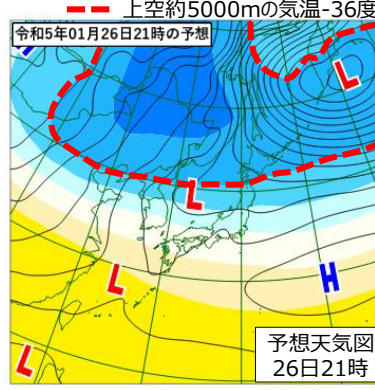 上空約5000mの気温-36度
令和5年01月26日21時の予想
H
L
L
L
H
L
予想天気図
26日21時